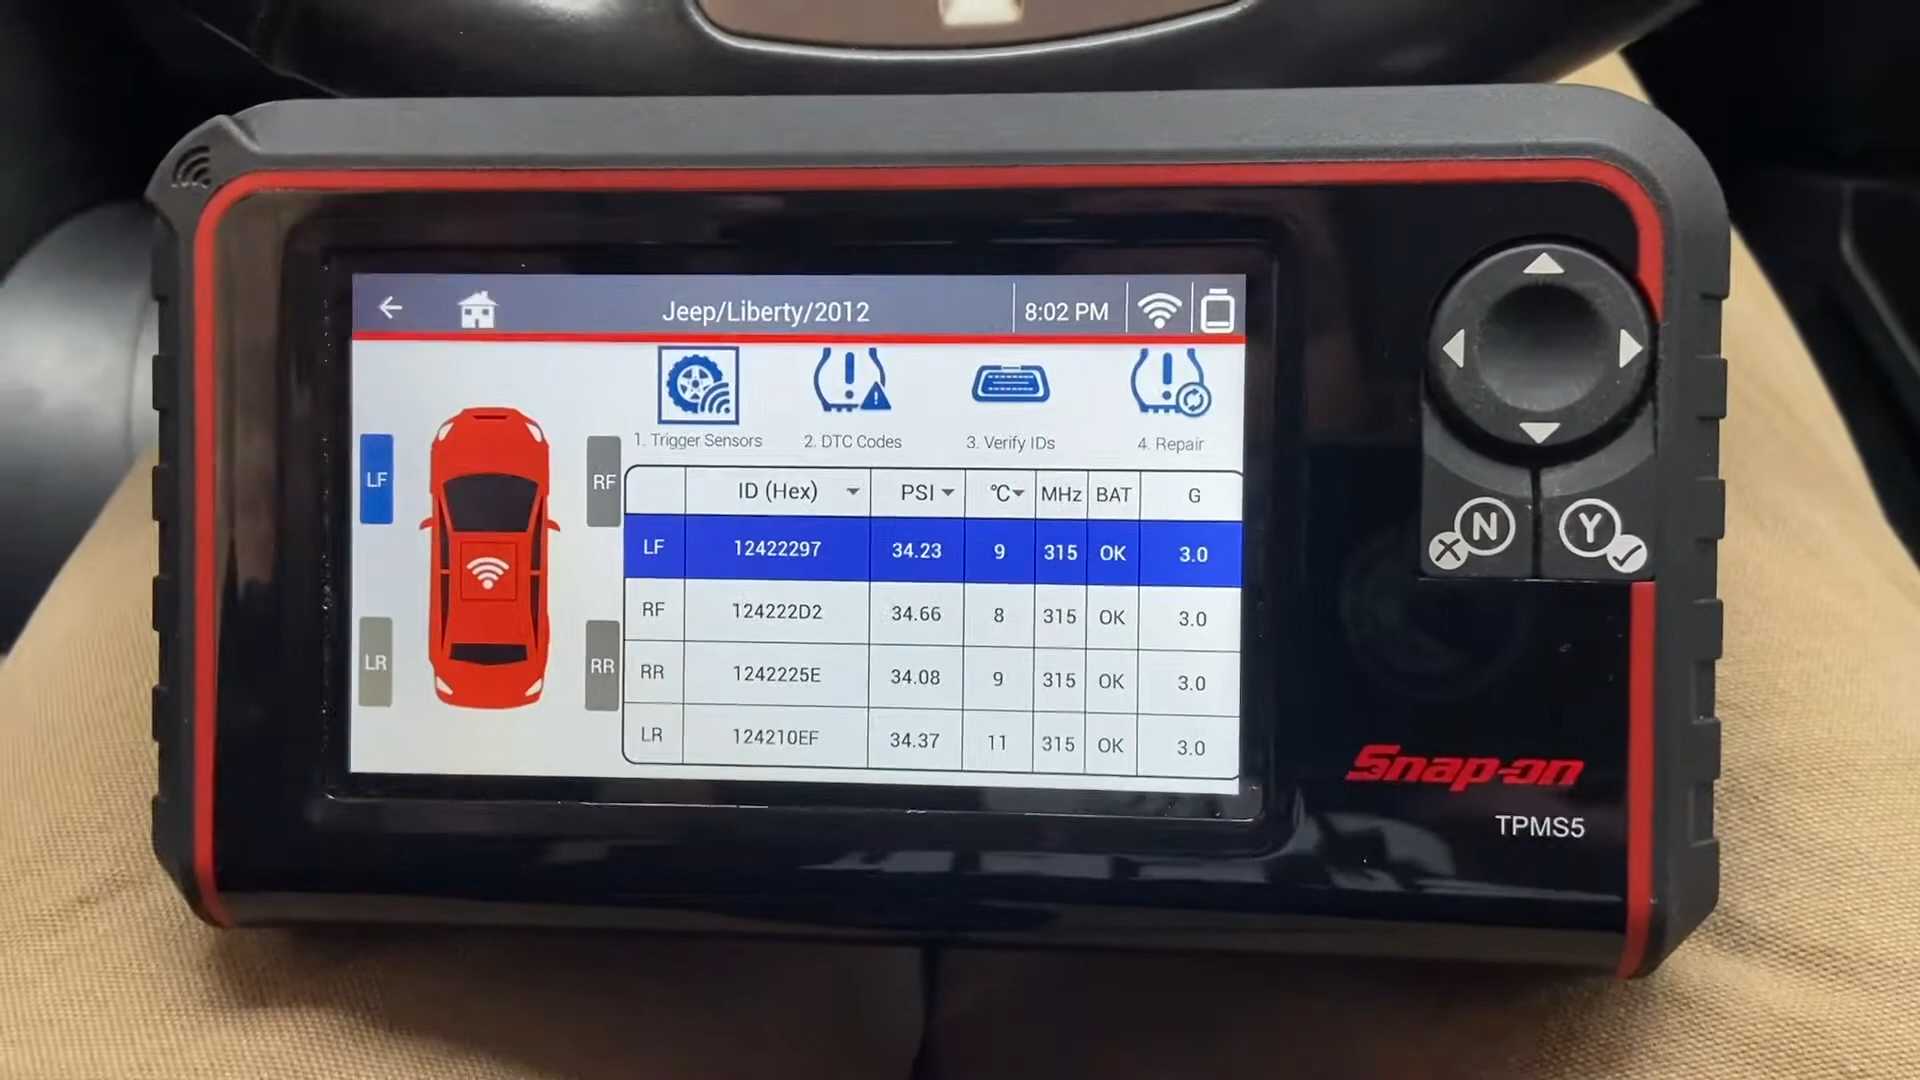 Jeep/Liberty/2012 8:02 PM
1. Trigger Sensors 2. DTC Codes 3. Verify IDs 4. Repair
LF RF
LR RR
ID (Hex) PSI °C MHz BAT G
LF 12422297 34.23 9 315 OK 3.0
RF 124222D2 34.66 8 315 OK 3.0
RR 1242225E 34.08 9 315 OK 3.0
LR 124210EF 34.37 11 315 OK 3.0
N Y
Snap-on
TPMS5